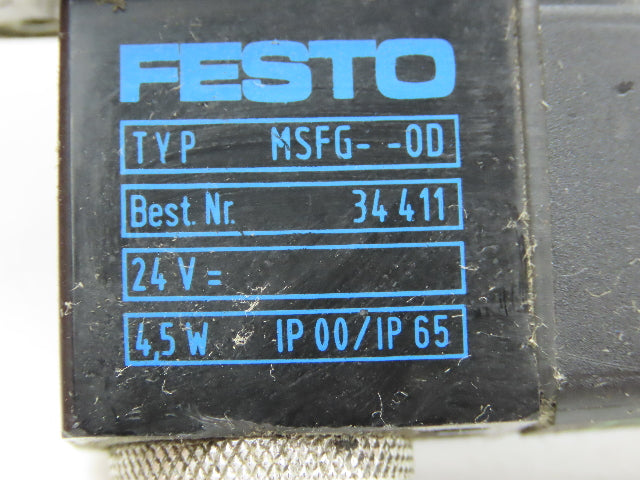 FESTO
TYP MSFG- -OD
Best. Nr. 34 411
24 V =
4,5 W IP 00/IP 65